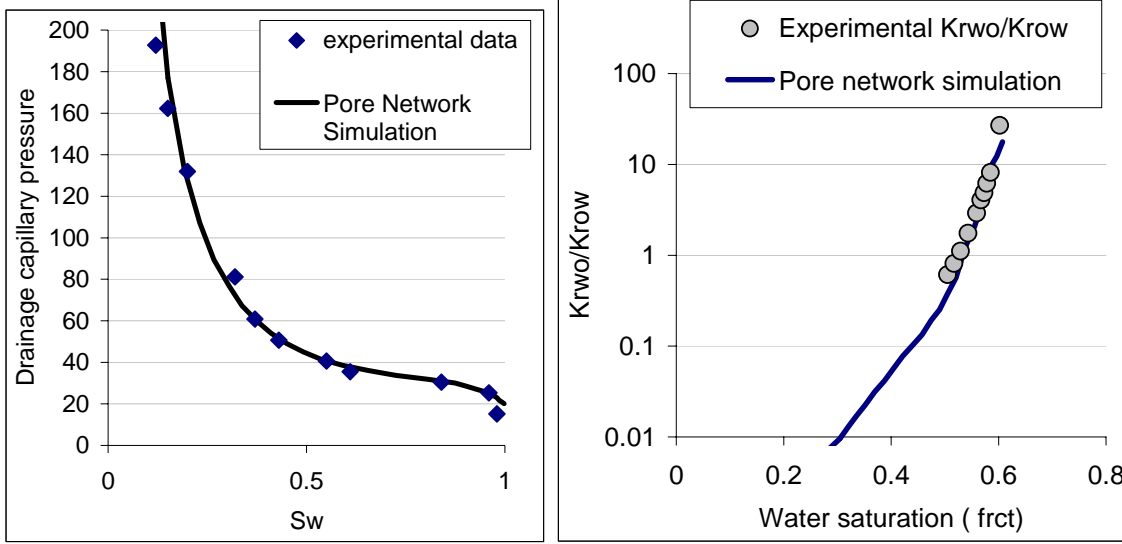 200
180
160
140
120
100
80
60
40
20
0
Drainage capillary pressure
experimental data
Pore Network
Simulation
0
0.5
1
Sw
Experimental Krwo/Krow
Pore network simulation
100
10
1
0.1
0.01
Krwo/Krow
0
0.2
0.4
0.6
0.8
Water saturation ( frct)